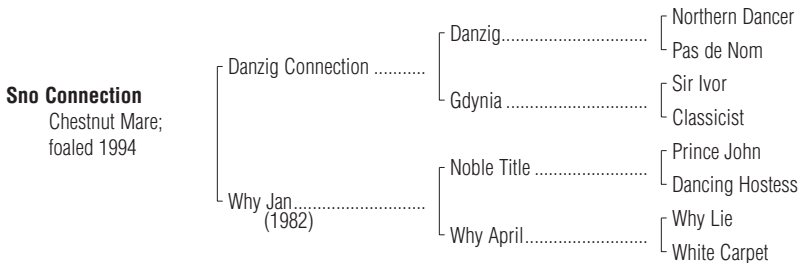 Northern Dancer
Danzig..................................
Pas de Nom
Danzig Connection ...........
Sir Ivor
Gdynia ..................................
Classicist
Sno Connection
Chestnut Mare;
foaled 1994
Prince John
Noble Title ...........................
Dancing Hostess
Why Jan..........................
(1982)
Why Lie
Why April.............................
White Carpet